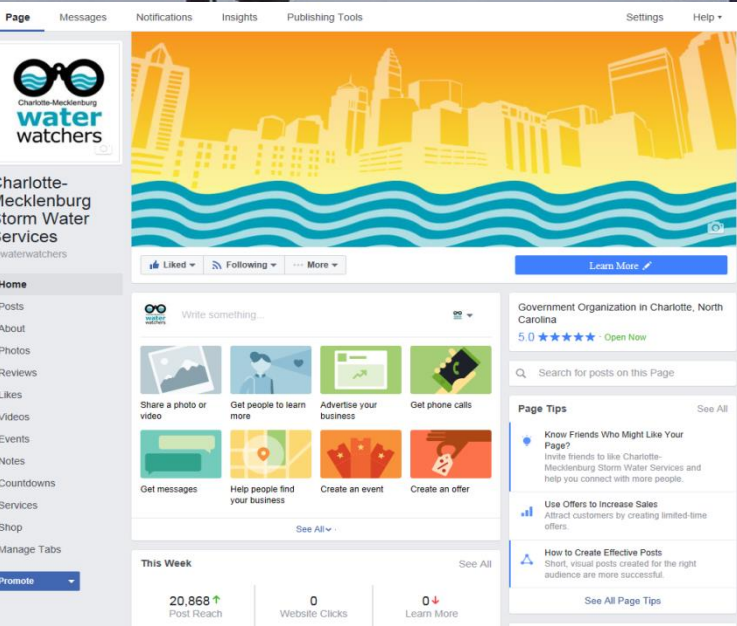 Page Messages Notifications Insights Publishing Tools Settings Help
Charlotte-Mecklenburg
water
watchers
Charlotte-
Mecklenburg
Storm Water
Services
waterwatchers
Home
Posts
About
Photos
Reviews
Likes
Videos
Events
Notes
Countdowns
Services
Shop
Manage Tabs
Promote
Liked Following ··· More
Learn More
water
watchers
Write something...
Share a photo or
video
Get people to learn
more
Advertise your
business
Get phone calls
Get messages
Help people find
your business
Create an event
Create an offer
See All
This Week See All
20,868
Post Reach
0
Website Clicks
0
Learn More
Government Organization in Charlotte, North
Carolina
5.0 ★★★★★ · Open Now
Search for posts on this Page
Page Tips See All
Know Friends Who Might Like Your
Page?
Invite friends to like Charlotte-
Mecklenburg Storm Water Services and
help you connect with more people.
Use Offers to Increase Sales
Attract customers by creating limited-time
offers.
How to Create Effective Posts
Short, visual posts created for the right
audience are more successful.
See All Page Tips